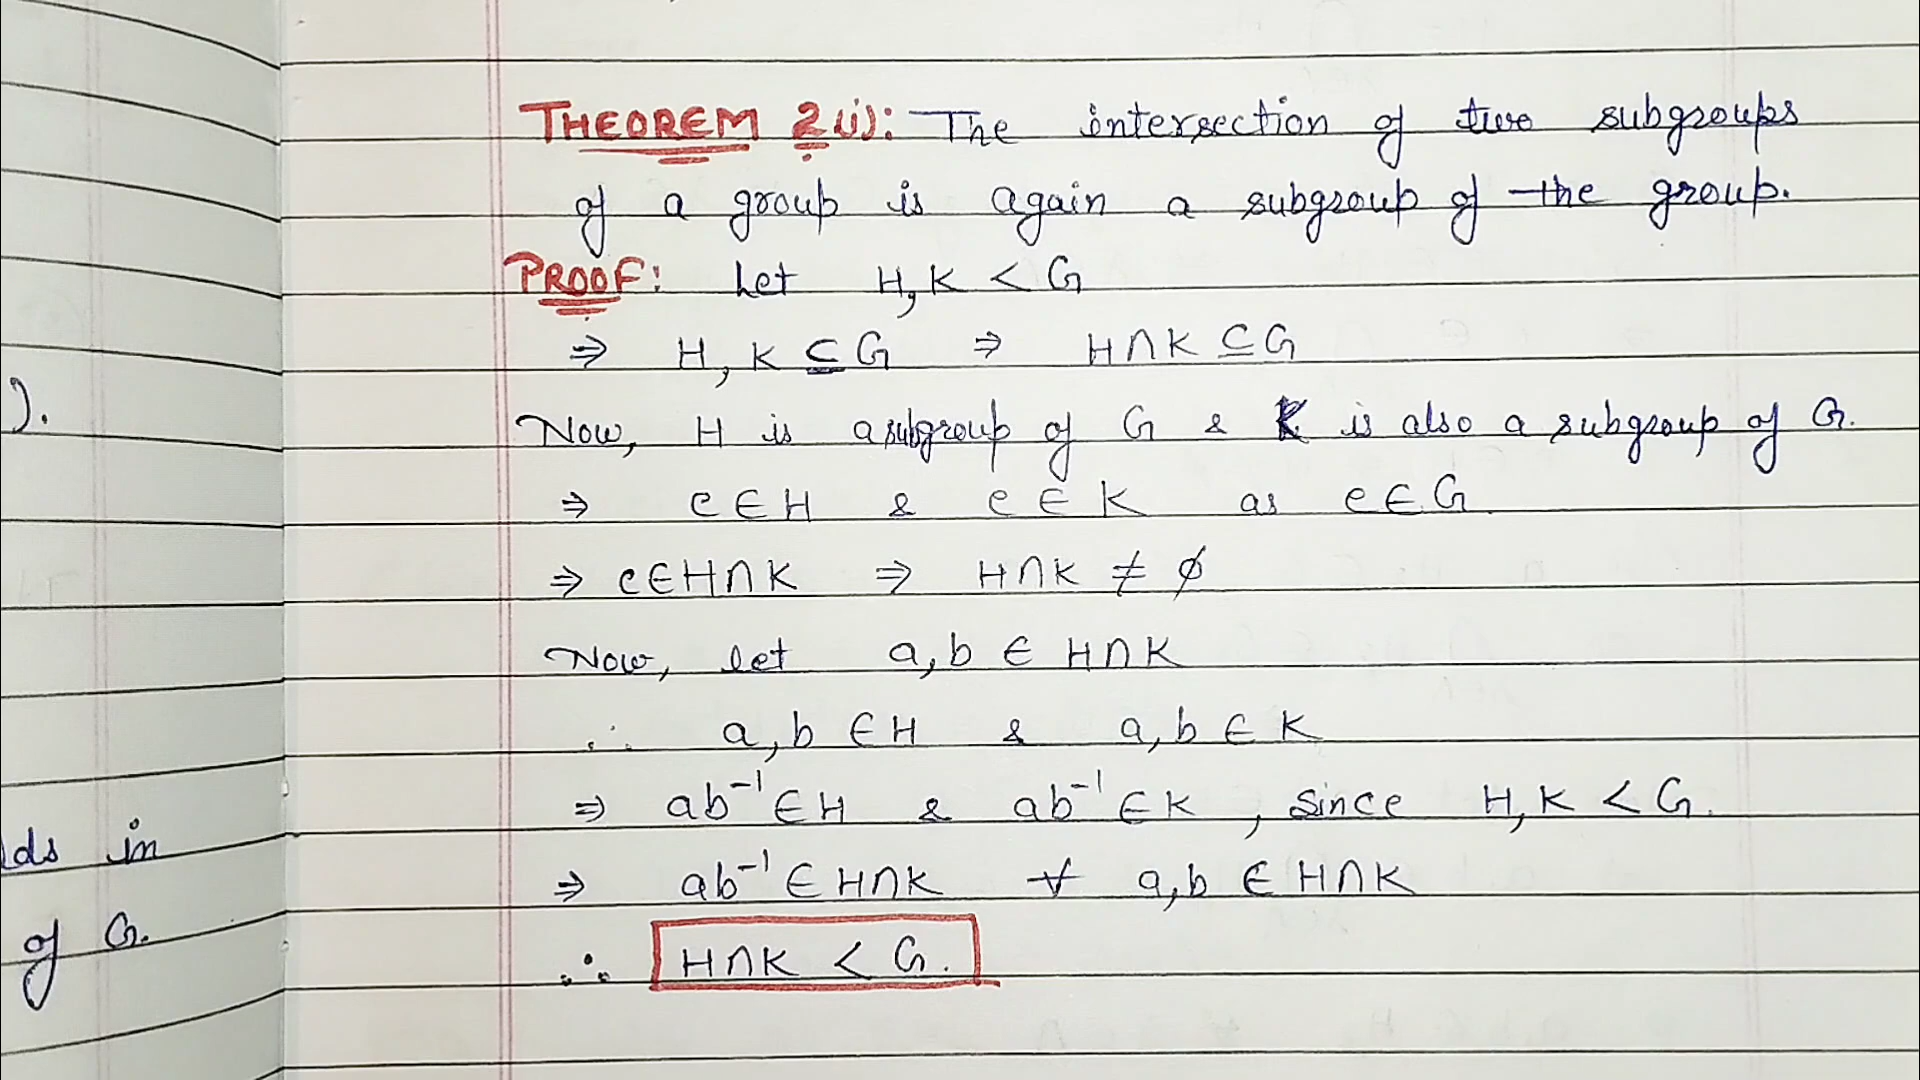 THEOREM 2(i): The intersection of two subgroups
of a group is again a subgroup of the group.
PROOF: Let H, K < G
⇒ H, K ⊆ G ⇒ H∩K ⊆ G
).
Now, H is a subgroup of G & K is also a subgroup of G.
⇒ e∈H & e∈K as e∈G.
⇒ e∈H∩K ⇒ H∩K ≠ ∅
Now, let a,b ∈ H∩K
∴ a,b ∈ H & a,b ∈ K
⇒ ab⁻¹∈H & ab⁻¹∈K, since H,K < G.
ds in
⇒ ab⁻¹∈H∩K ∀ a,b ∈ H∩K
of G.
∴ H∩K < G.